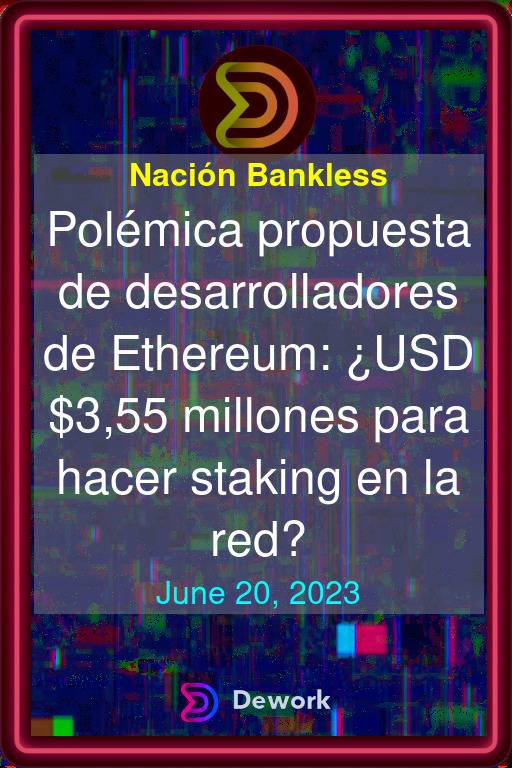 Nación Bankless
Polémica propuesta
de desarrolladores
de Ethereum: ¿USD
$3,55 millones para
hacer staking en la
red?
June 20, 2023
Dework